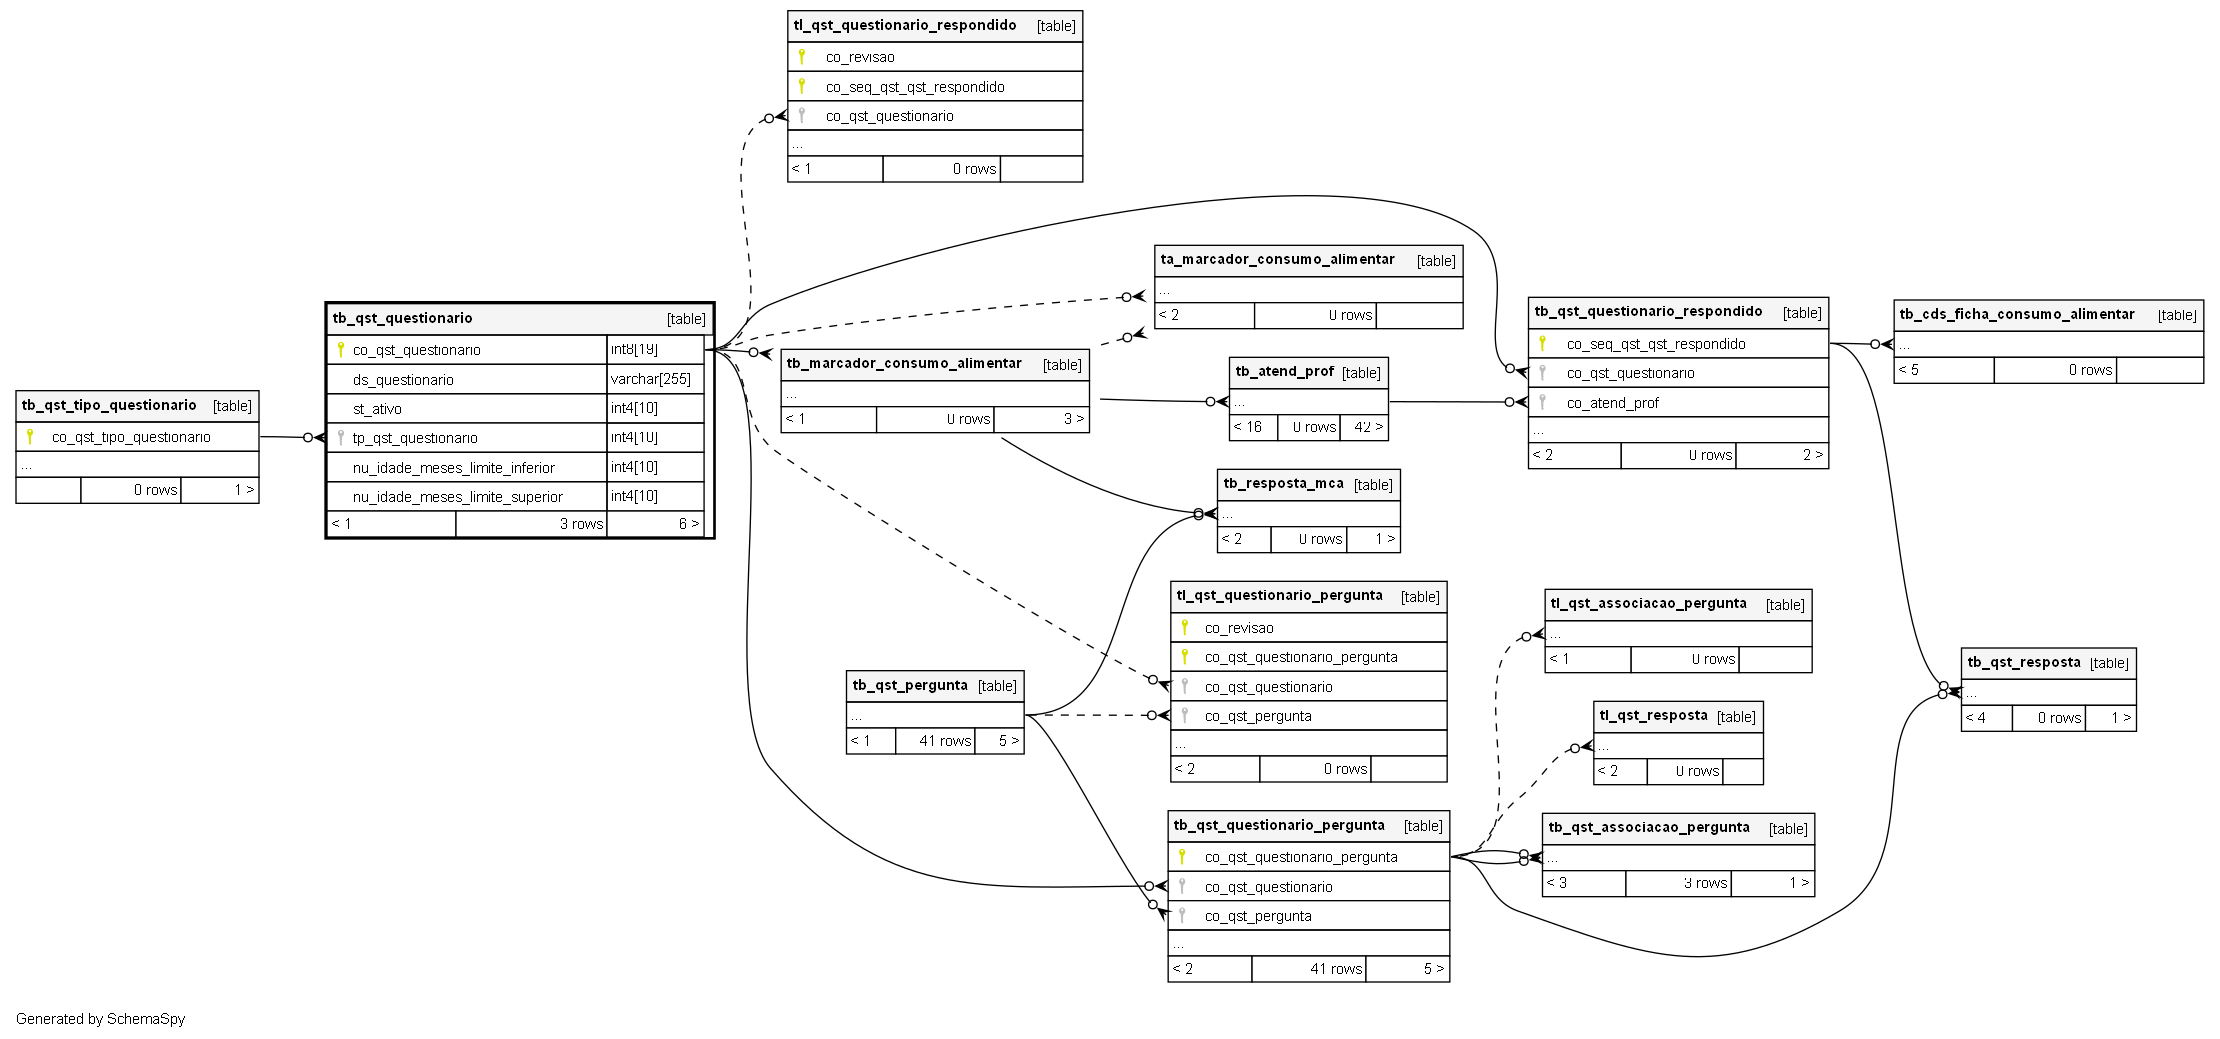 tl_qst_questionario_respondido [table]
co_revisao
co_seq_qst_qst_respondido
co_qst_questionario
...
< 1 0 rows
ta_marcador_consumo_alimentar [table]
...
< 2 0 rows
tb_qst_questionario [table]
co_qst_questionario int8[19]
ds_questionario varchar[255]
st_ativo int4[10]
tp_qst_questionario int4[10]
nu_idade_meses_limite_inferior int4[10]
nu_idade_meses_limite_superior int4[10]
< 1 3 rows 6 >
tb_qst_questionario_respondido [table]
co_seq_qst_qst_respondido
co_qst_questionario
co_atend_prof
...
< 2 0 rows 2 >
tb_cds_ficha_consumo_alimentar [table]
...
< 5 0 rows
tb_marcador_consumo_alimentar [table]
...
< 1 0 rows 3 >
tb_atend_prof [table]
...
< 16 0 rows 42 >
tb_qst_tipo_questionario [table]
co_qst_tipo_questionario
...
0 rows 1 >
tb_resposta_mca [table]
...
< 2 0 rows 1 >
tl_qst_questionario_pergunta [table]
co_revisao
co_qst_questionario_pergunta
co_qst_questionario
co_qst_pergunta
...
< 2 0 rows
tl_qst_associacao_pergunta [table]
...
< 1 0 rows
tb_qst_resposta [table]
...
< 4 0 rows 1 >
tb_qst_pergunta [table]
...
< 1 41 rows 5 >
tl_qst_resposta [table]
...
< 2 0 rows
tb_qst_questionario_pergunta [table]
co_qst_questionario_pergunta
co_qst_questionario
co_qst_pergunta
...
< 2 41 rows 5 >
tb_qst_associacao_pergunta [table]
...
< 3 3 rows 1 >
Generated by SchemaSpy